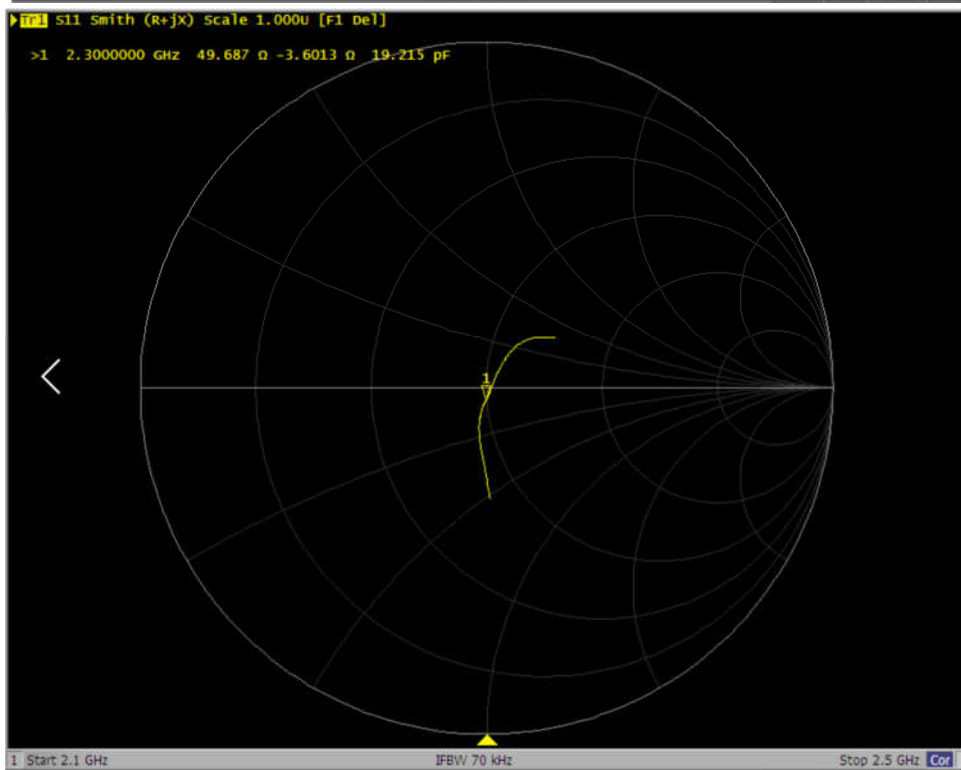 Tr1 S11 Smith (R+jX) Scale 1.000U [F1 Del]
>1 2.3000000 GHz 49.687 Ω -3.6013 Ω 19.215 pF
1
1 Start 2.1 GHz IFBW 70 kHz Stop 2.5 GHz Cor